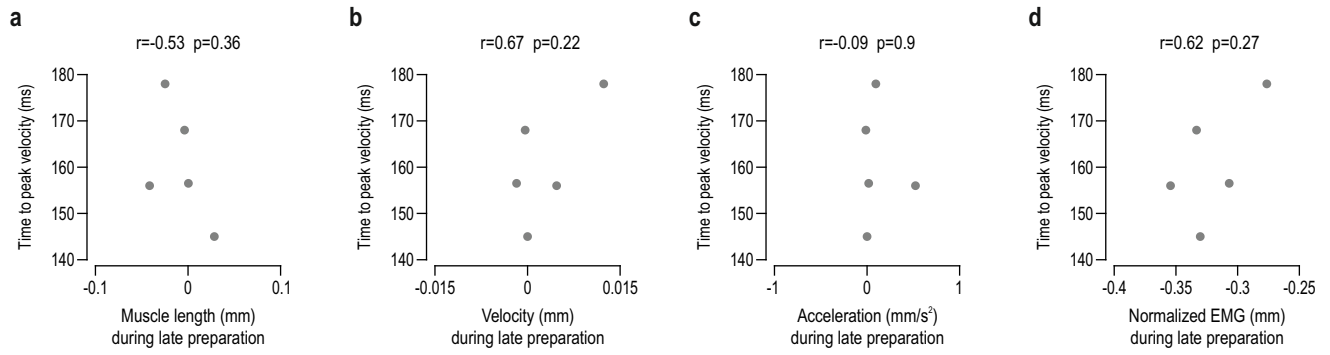 a
r=-0.53 p=0.36
Time to peak velocity (ms)
180
170
160
150
140
-0.1
0
0.1
Muscle length (mm)
during late preparation
b
r=0.67 p=0.22
Time to peak velocity (ms)
180
170
160
150
140
-0.015
0
0.015
Velocity (mm)
during late preparation
c
r=-0.09 p=0.9
Time to peak velocity (ms)
180
170
160
150
140
-1
0
1
Acceleration (mm/s²)
during late preparation
d
r=0.62 p=0.27
Time to peak velocity (ms)
180
170
160
150
140
-0.4
-0.35
-0.3
-0.25
Normalized EMG (mm)
during late preparation